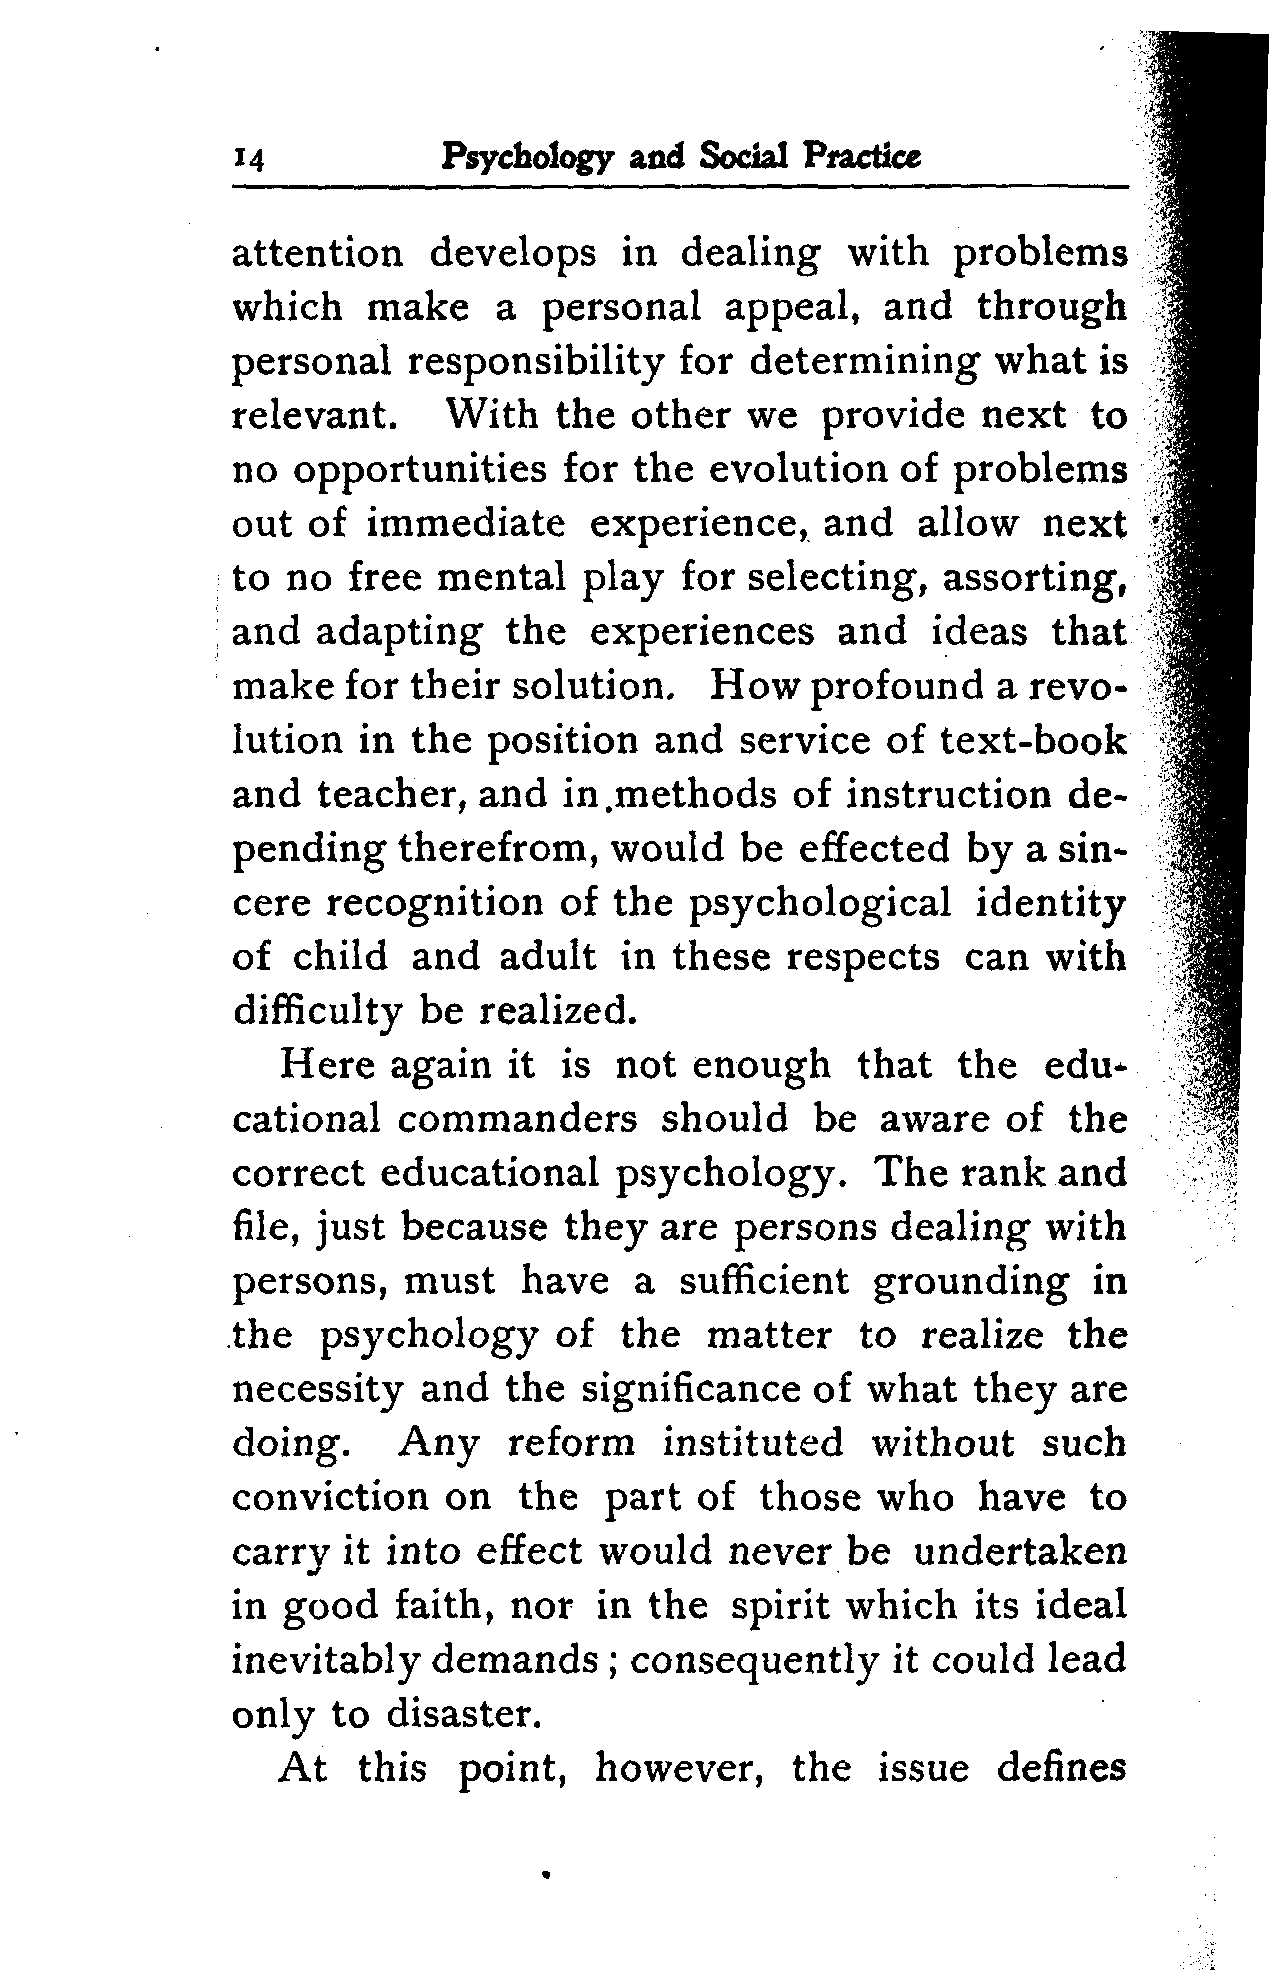 14 Psychology and Social Practice
attention develops in dealing with problems
which make a personal appeal, and through
personal responsibility for determining what is
relevant. With the other we provide next to
no opportunities for the evolution of problems
out of immediate experience, and allow next
to no free mental play for selecting, assorting,
and adapting the experiences and ideas that
make for their solution. How profound a revo-
lution in the position and service of text-book
and teacher, and in methods of instruction de-
pending therefrom, would be effected by a sin-
cere recognition of the psychological identity
of child and adult in these respects can with
difficulty be realized.
Here again it is not enough that the edu-
cational commanders should be aware of the
correct educational psychology. The rank and
file, just because they are persons dealing with
persons, must have a sufficient grounding in
the psychology of the matter to realize the
necessity and the significance of what they are
doing. Any reform instituted without such
conviction on the part of those who have to
carry it into effect would never be undertaken
in good faith, nor in the spirit which its ideal
inevitably demands ; consequently it could lead
only to disaster.
At this point, however, the issue defines